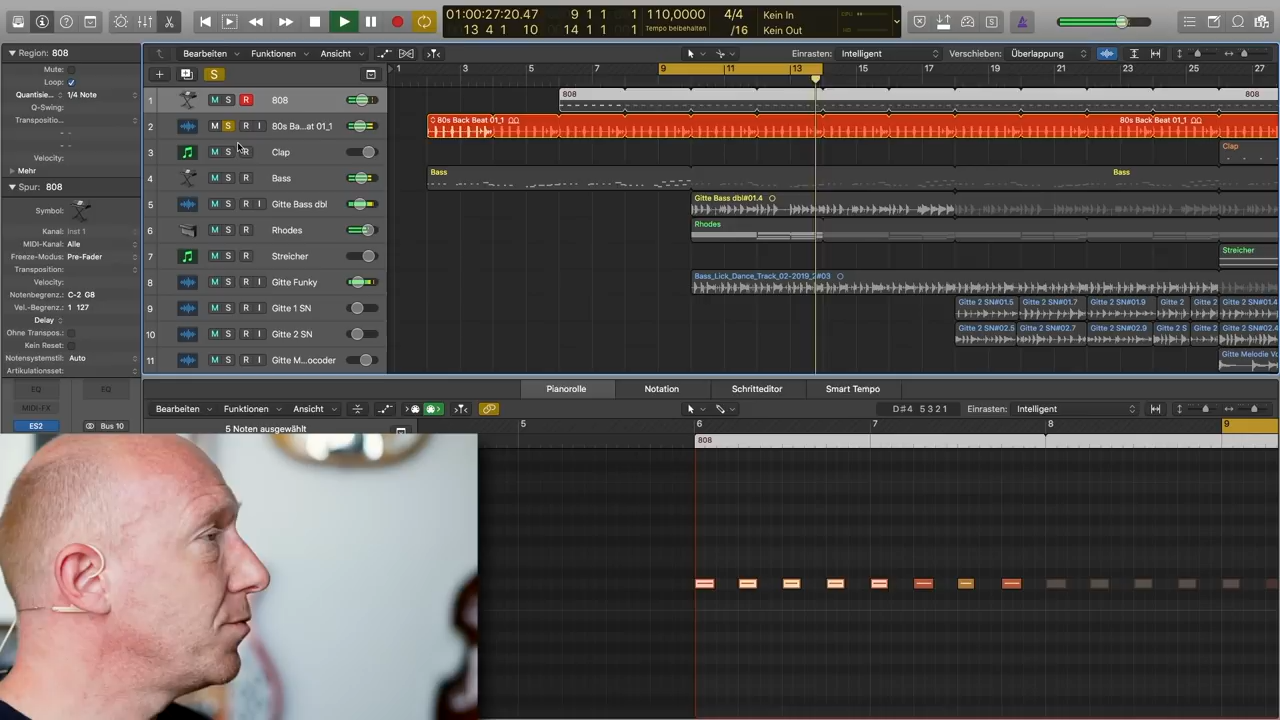 01:00:27:20.47 9 1 1 110,0000 4/4 Kein In
13 4 10 9 14 1 1 Tempo beibehalten /16 Kein Out
Region: 808 Bearbeiten Funktionen Ansicht Einrasten: Intelligent Verschieben: Überlappung
Mute: 1 3 5 7 9 11 13 15 17 19 21 23 25 27
Loop: S
Quantisie... 1/4 Note 1 M S R 808 808 808
Q-Swing:
Transpositio... 2 M S R I 80s Ba...at 01_1 80s Back Beat 01_1 80s Back Beat 01_1
Velocity: 3 M S R Clap Clap
Mehr 4 M S R Bass Bass Bass
Spur: 808
Symbol: 5 M S R I Gitte Bass dbl Gitte Bass dbl#01.4
Kanal: Inst 1 6 M S R Rhodes Rhodes
MIDI-Kanal: Alle
Freeze-Modus: Pre-Fader 7 M S R Streicher Streicher
Transposition:
Velocity: 8 M S R I Gitte Funky
Notenbegrenz.: C-2 G8
Vel.-Begrenz.: 1 127 9 M S R I Gitte 1 SN Gitte 2 SN#01.5 Gitte 2 SN#01.7 Gitte 2 SN#01.9 Gitte 2 Gitte 2 Gitte 2 SN#01.4
Delay
Ohne Transpos.: 10 M S R I Gitte 2 SN Gitte 2 SN#02.5 Gitte 2 SN#02.7 Gitte 2 SN#02.9 Gitte 2 S Gitte 2 Gitte 2 SN#02.4
Kein Reset:
Notensystemstil: Auto 11 M S R I Gitte M...ocoder Gitte Melodie Vo
Artikulationsset:
EQ EQ Pianorolle Notation Schritteditor Smart Tempo
MIDI-FX Bearbeiten Funktionen Ansicht D#4 5 3 2 1 Einrasten: Intelligent
ES2 Bus 10 5 Noten ausgewählt 5 6 7 8 9
808